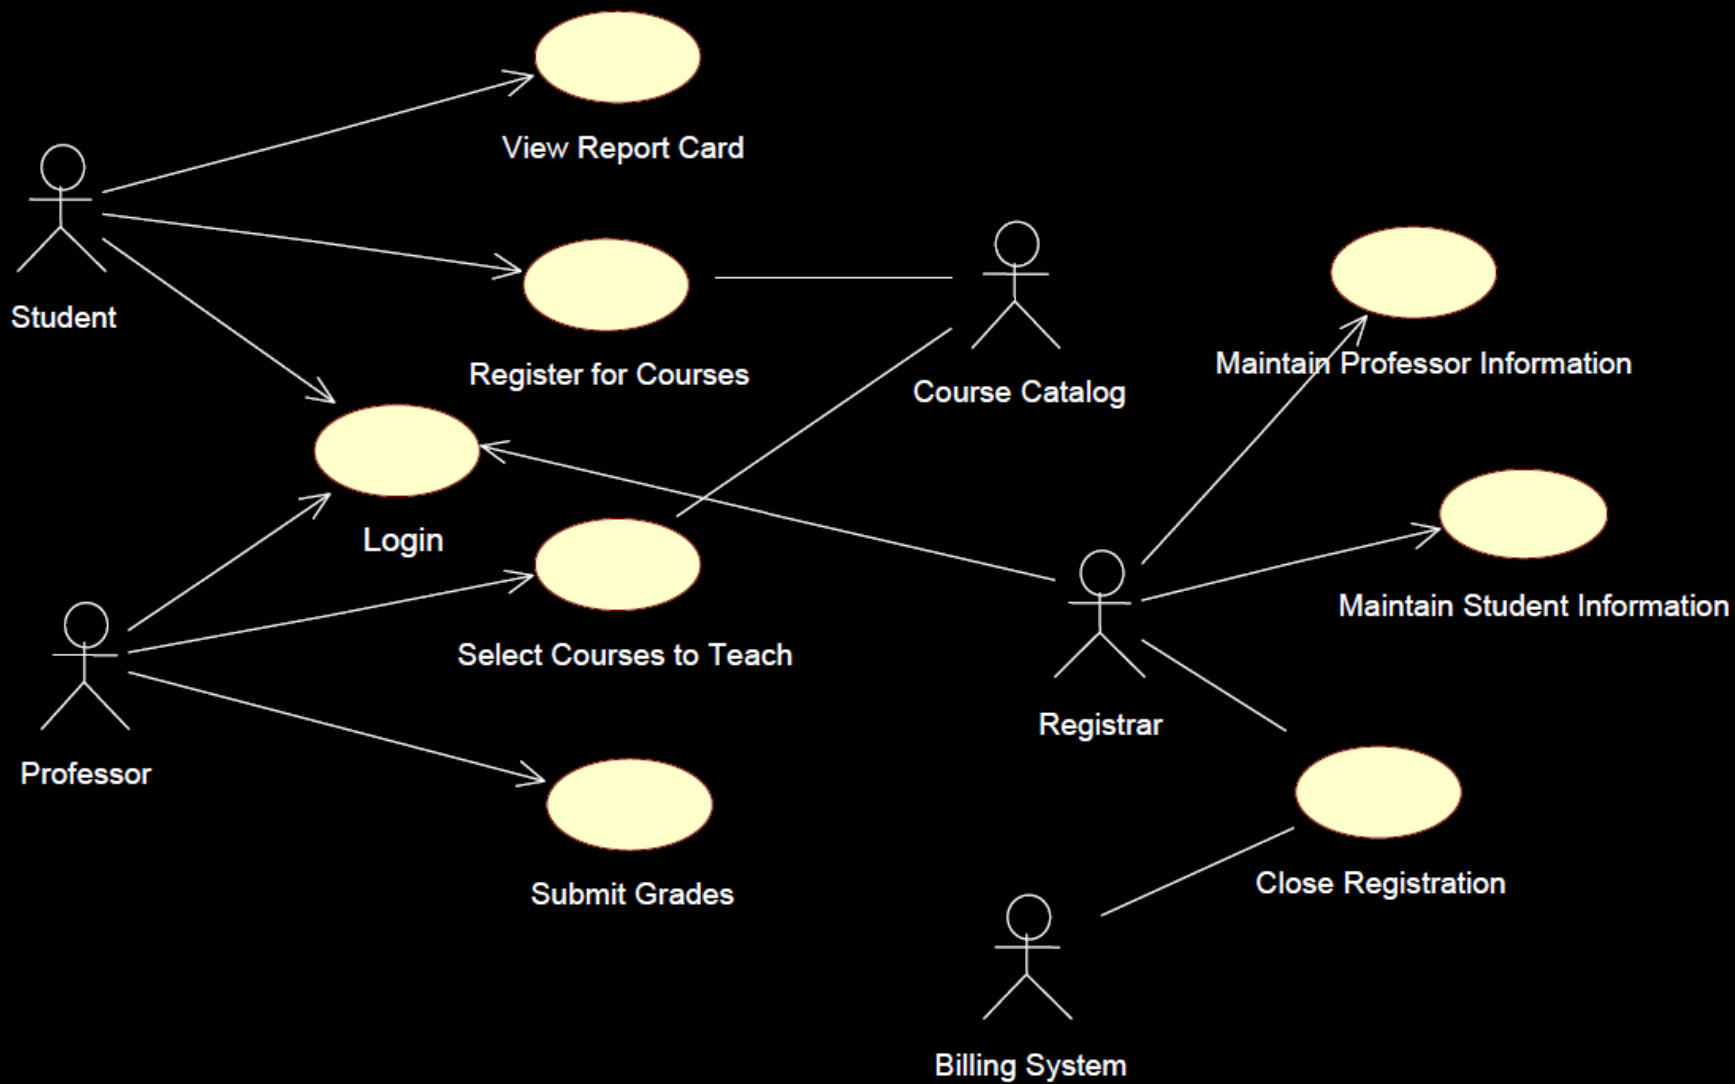 View Report Card
Student
Register for Courses
Course Catalog
Maintain Professor Information
Login
Select Courses to Teach
Maintain Student Information
Registrar
Professor
Submit Grades
Close Registration
Billing System